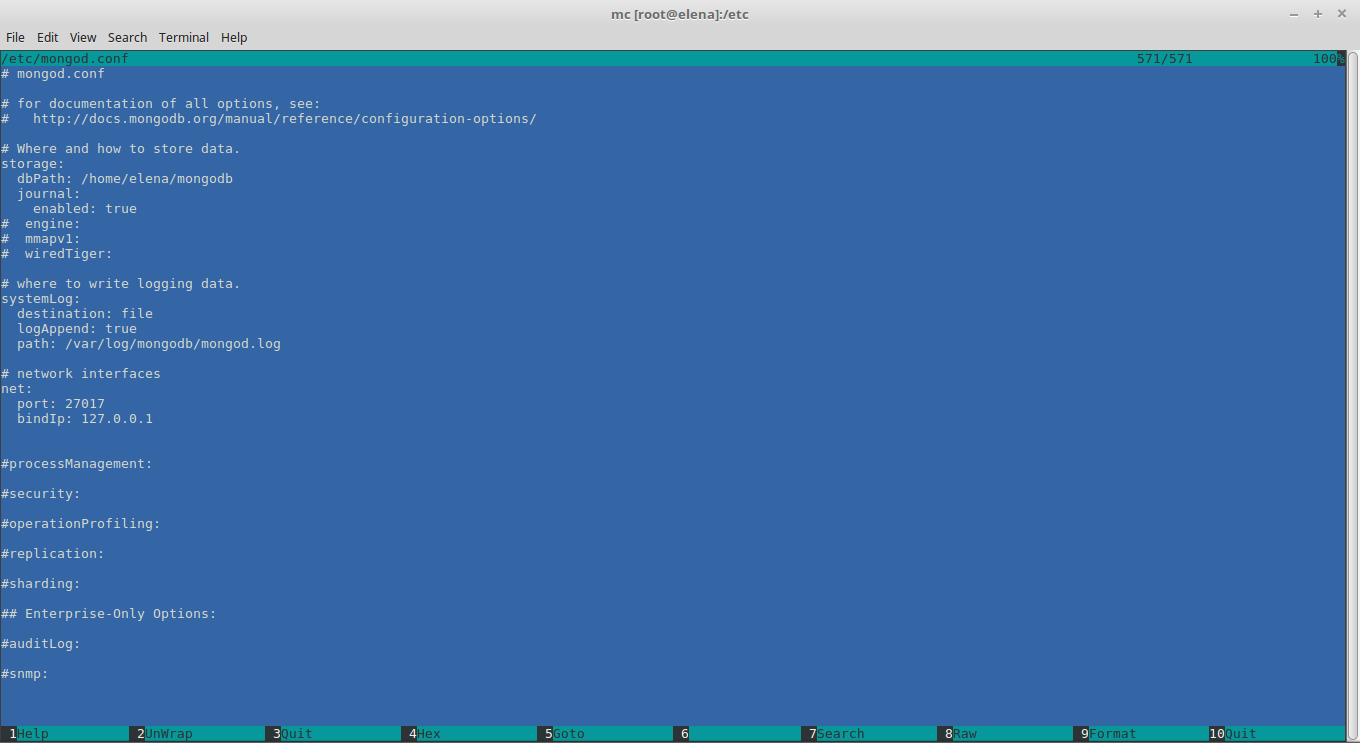 mc [root@elena]:/etc
File Edit View Search Terminal Help
/etc/mongod.conf 571/571 100%
# mongod.conf
# for documentation of all options, see:
#   http://docs.mongodb.org/manual/reference/configuration-options/
# Where and how to store data.
storage:
  dbPath: /home/elena/mongodb
  journal:
    enabled: true
#  engine:
#  mmapv1:
#  wiredTiger:
# where to write logging data.
systemLog:
  destination: file
  logAppend: true
  path: /var/log/mongodb/mongod.log
# network interfaces
net:
  port: 27017
  bindIp: 127.0.0.1
#processManagement:
#security:
#operationProfiling:
#replication:
#sharding:
## Enterprise-Only Options:
#auditLog:
#snmp:
1Help 2UnWrap 3Quit 4Hex 5Goto 6 7Search 8Raw 9Format 10Quit